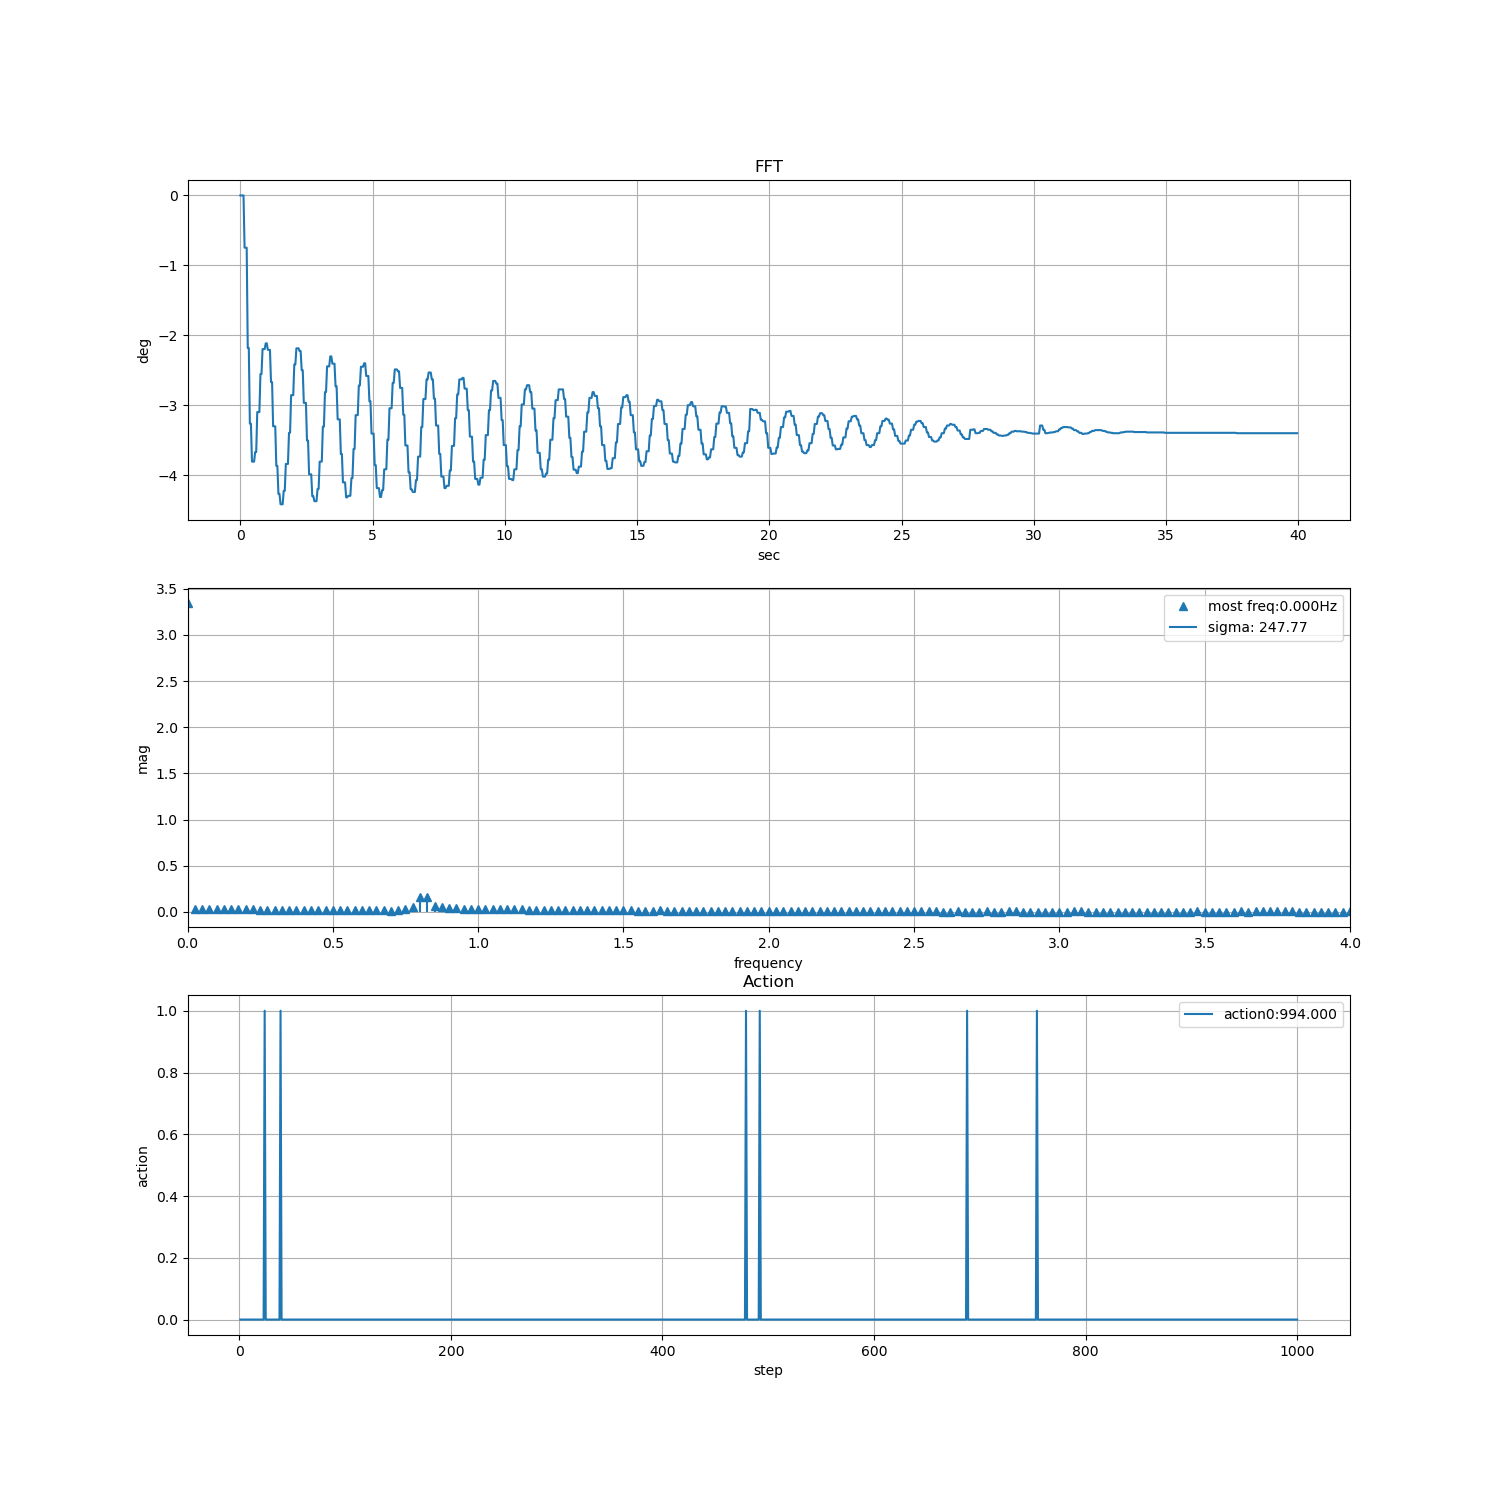 FFT
0
−1
−2
−3
−4
deg
0 5 10 15 20 25 30 35 40
sec
3.5
3.0
2.5
2.0
1.5
1.0
0.5
0.0
mag
most freq:0.000Hz
sigma: 247.77
0.0 0.5 1.0 1.5 2.0 2.5 3.0 3.5 4.0
frequency
Action
1.0
0.8
0.6
0.4
0.2
0.0
action
action0:994.000
0 200 400 600 800 1000
step